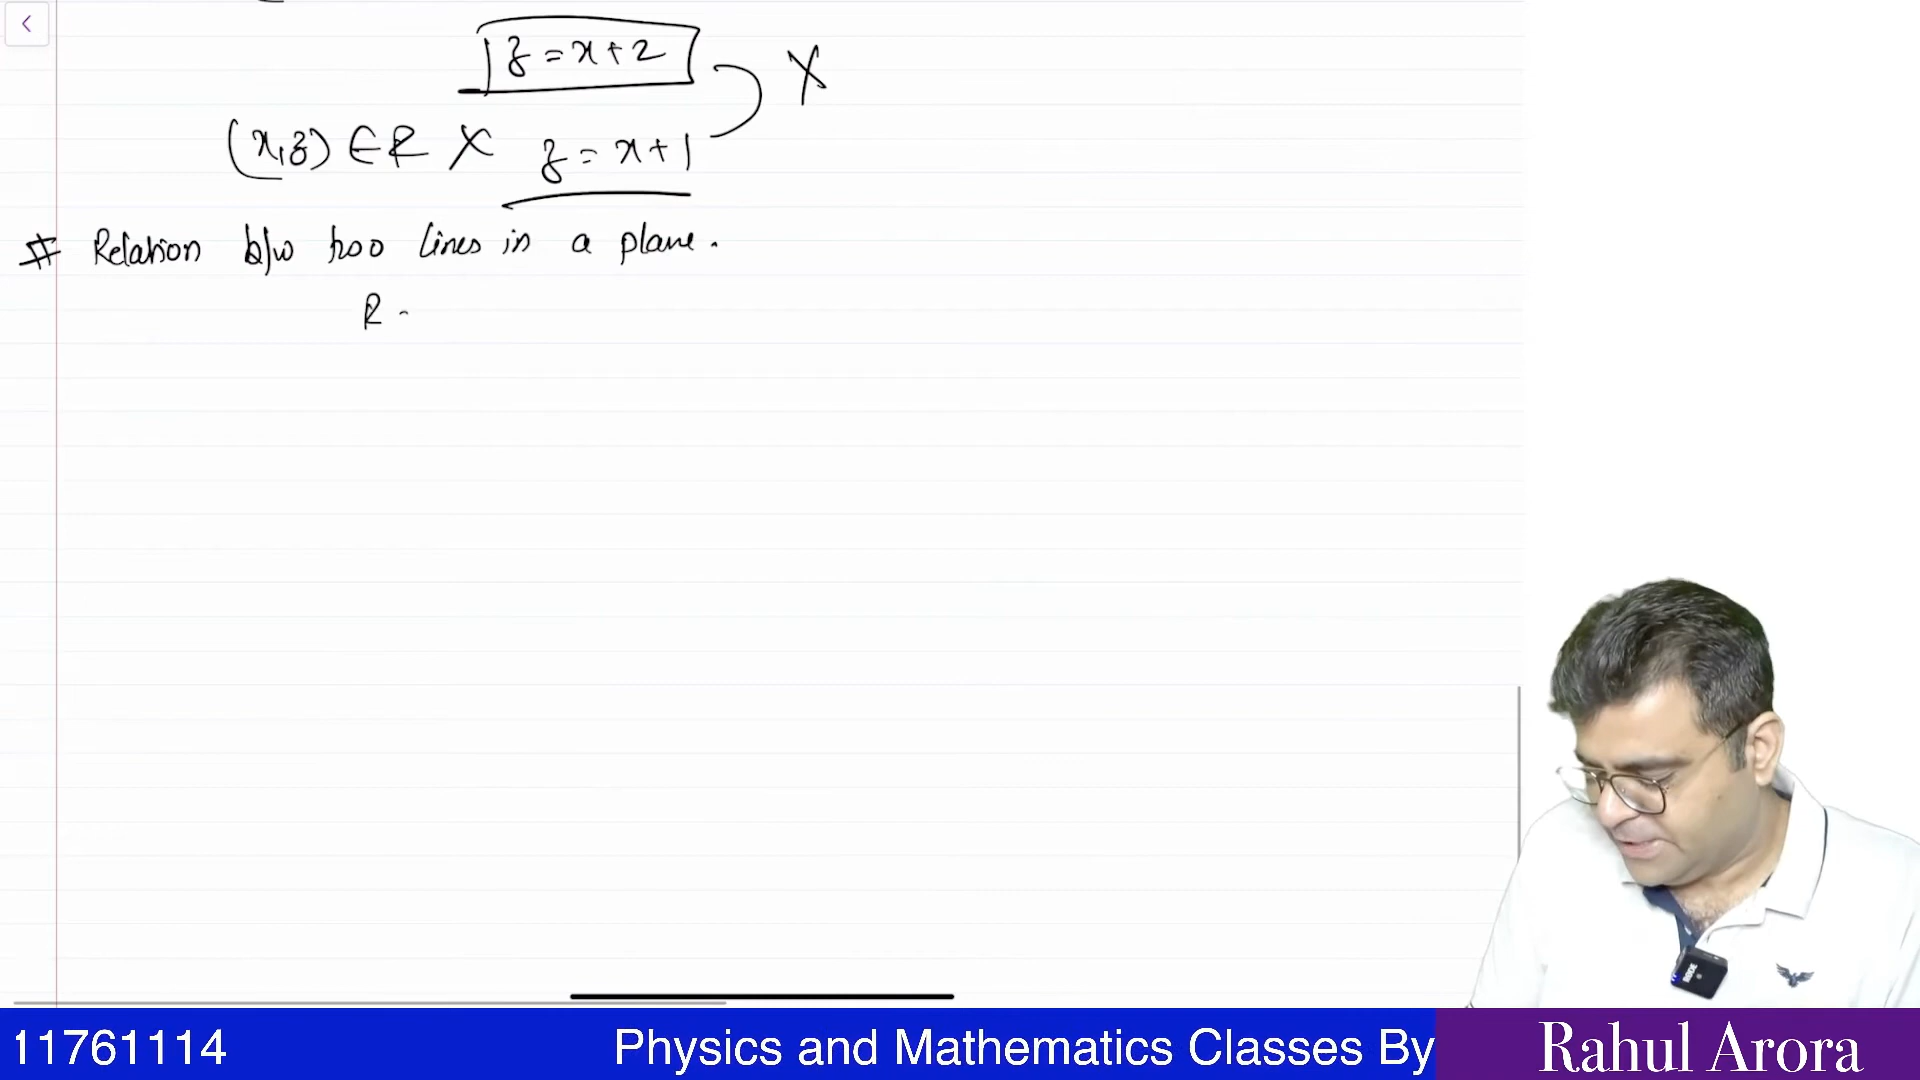 z = x + 2
X
(x, z) ∈ R X z = x + 1
# Relation b/w two lines in a plane.
R -
11761114 Physics and Mathematics Classes By Rahul Arora